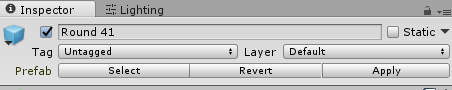 Inspector Lighting
Round 41 Static
Tag Untagged Layer Default
Prefab Select Revert Apply